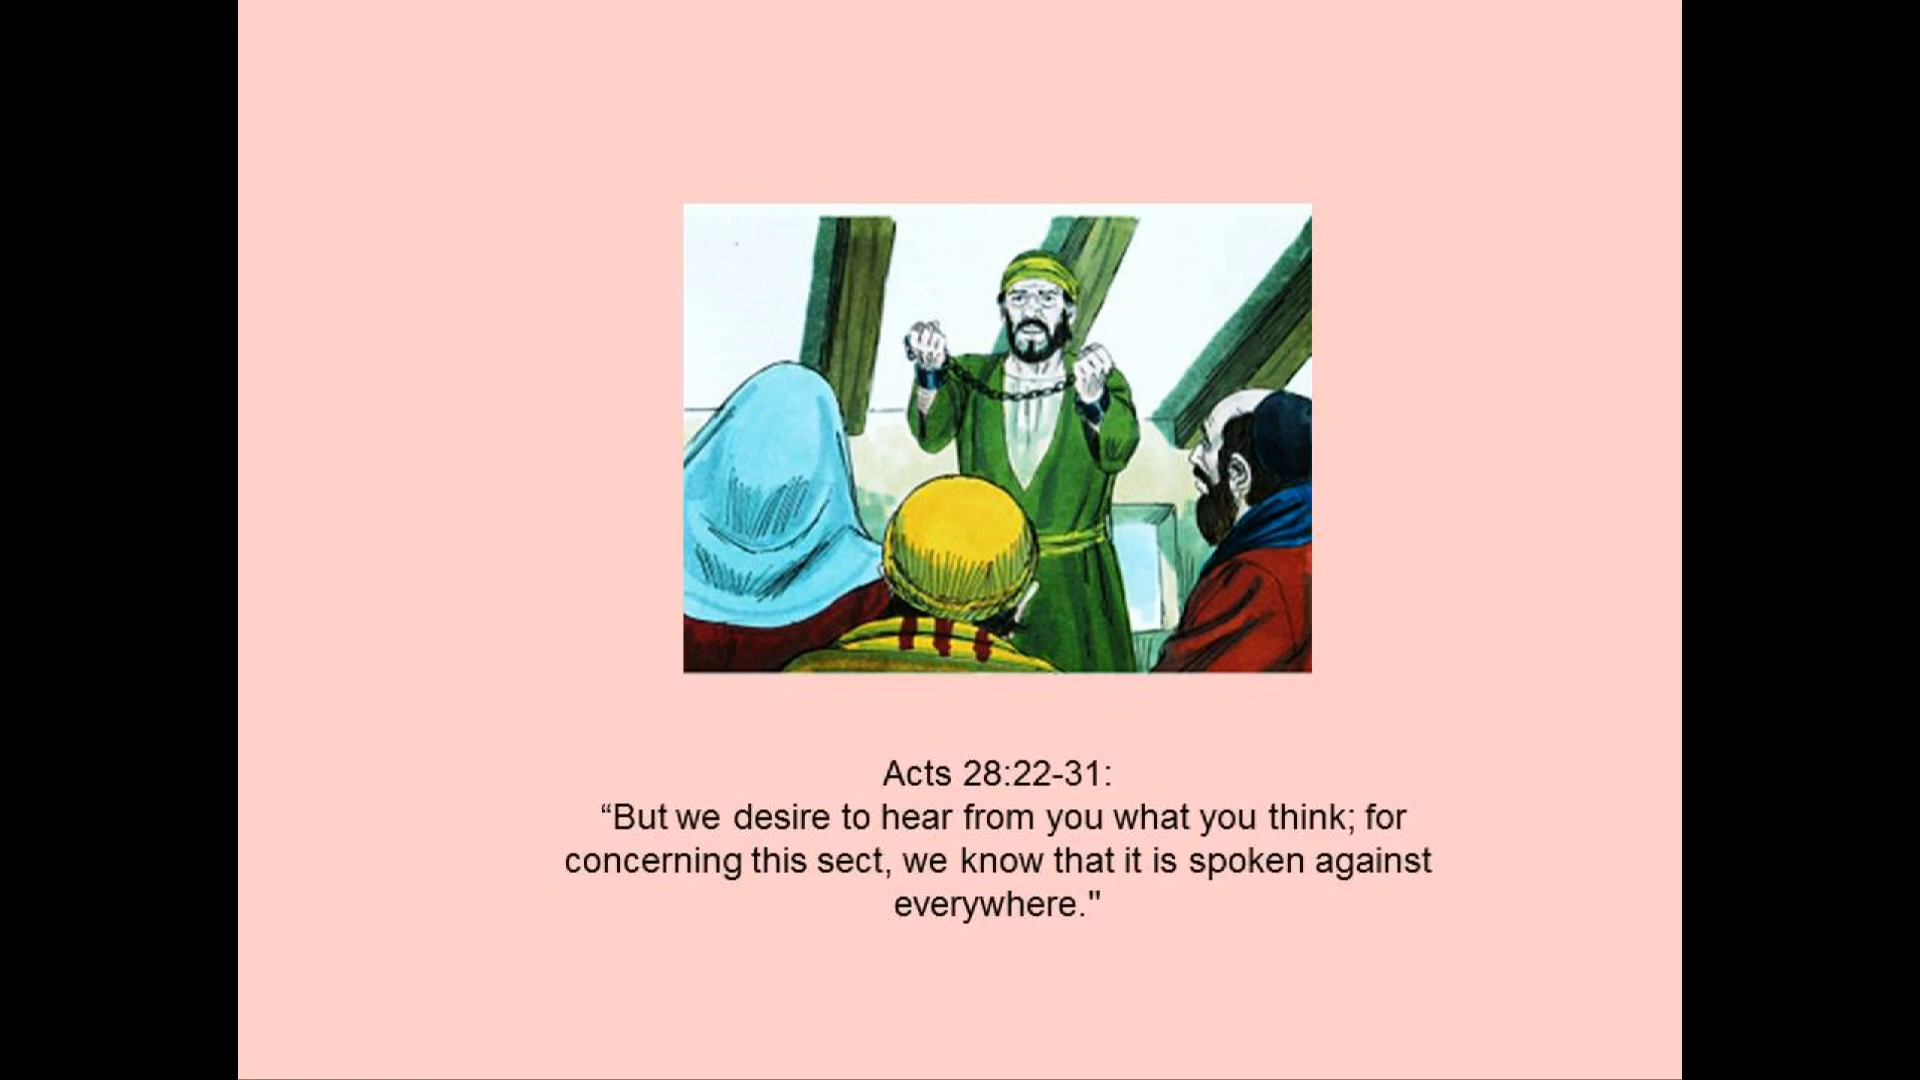 Acts 28:22-31:
“But we desire to hear from you what you think; for
concerning this sect, we know that it is spoken against
everywhere."